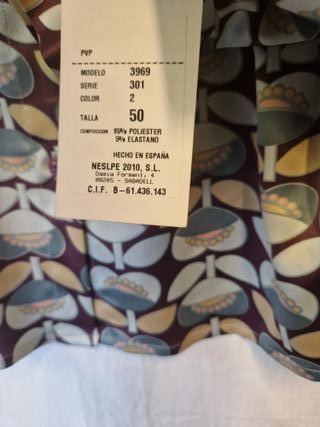 PVP
MODELO 3969
SERIE 301
COLOR 2
TALLA 50
COMPOSICION 95% POLIESTER
5% ELASTANO
HECHO EN ESPAÑA
NESLPE 2010, S.L.
Damia Forment, 4
08205 - SABADELL
C.I.F. B-61.436.143